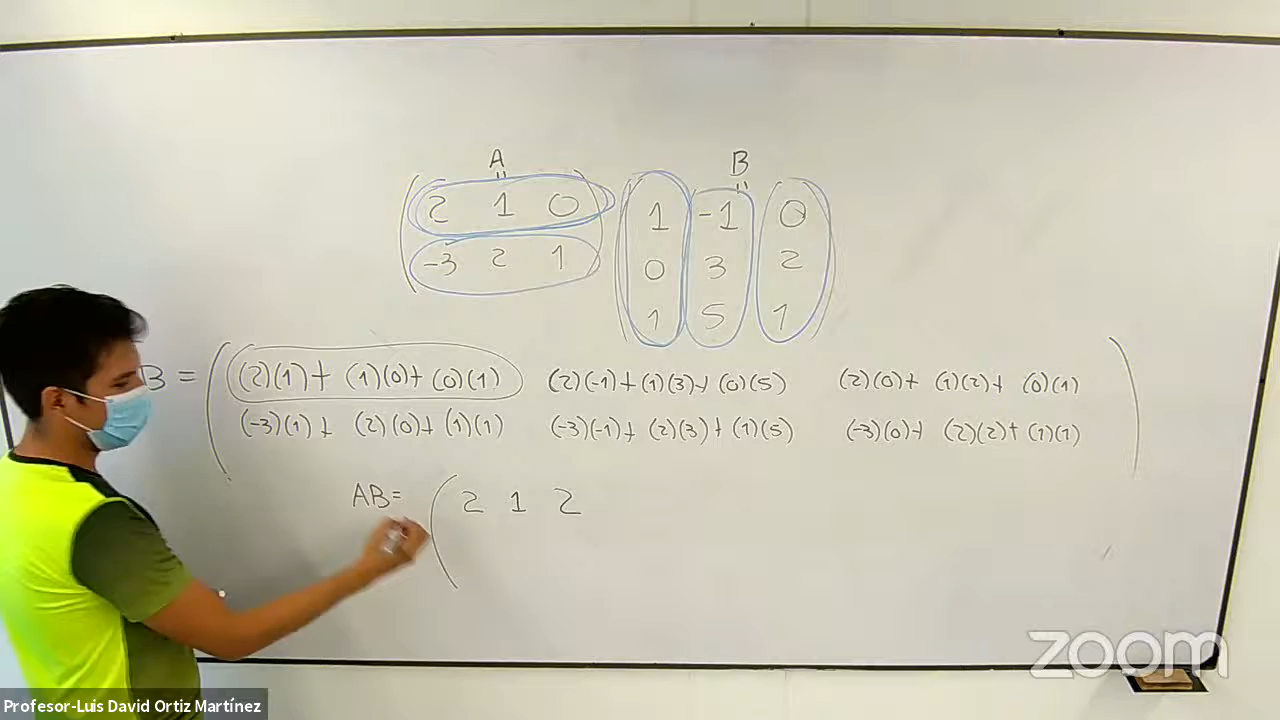 A B
2 1 0 1 -1 0
-3 2 1 0 3 2
1 5 1
B = (2)(1)+ (1)(0)+ (0)(1) (2)(-1)+(1)(3)+ (0)(5) (2)(0)+ (1)(2)+ (0)(1)
(-3)(1)+ (2)(0)+(1)(1) (-3)(-1)+ (2)(3)+(1)(5) (-3)(0)+ (2)(2)+(1)(1)
AB= ( 2 1 2
zoom
Profesor-Luis David Ortiz Martínez